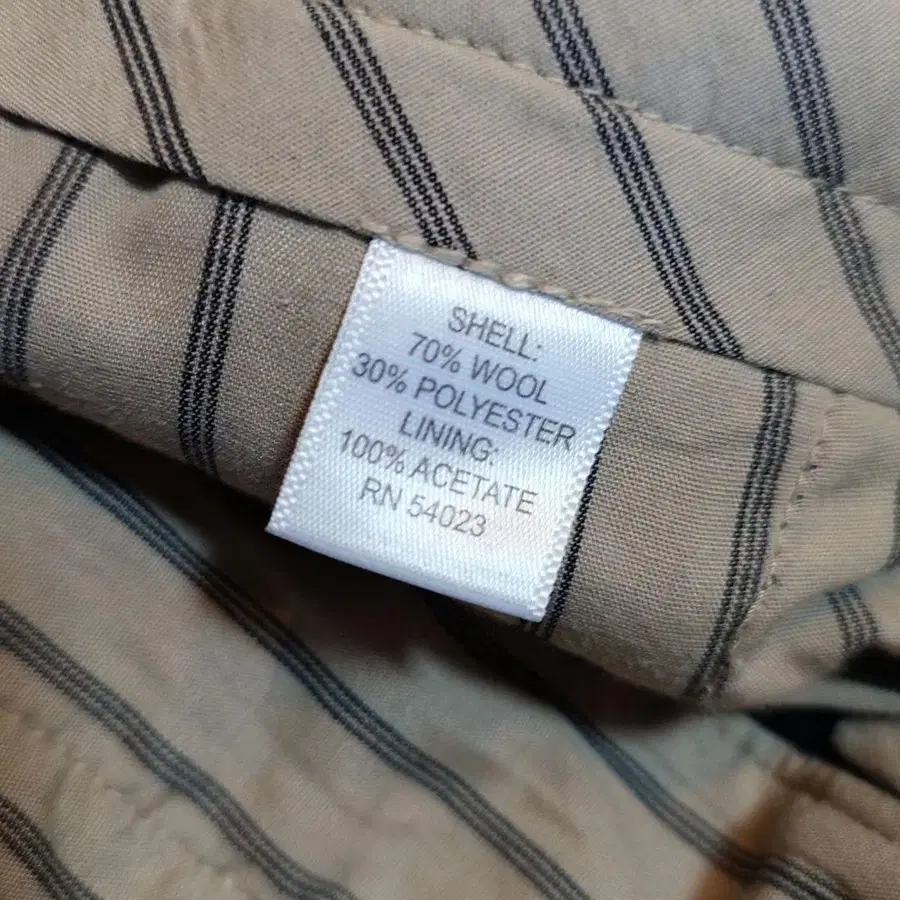 SHELL:
70% WOOL
30% POLYESTER
LINING:
100% ACETATE
RN 54023